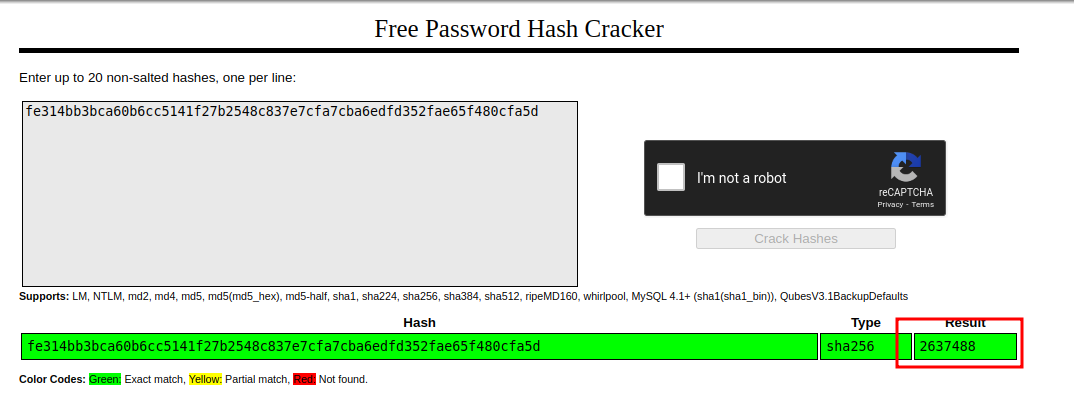 Free Password Hash Cracker
Enter up to 20 non-salted hashes, one per line:
fe314bb3bca60b6cc5141f27b2548c837e7cfa7cba6edfd352fae65f480cfa5d
I'm not a robot
reCAPTCHA
Privacy - Terms
Crack Hashes
Supports: LM, NTLM, md2, md4, md5, md5(md5_hex), md5-half, sha1, sha224, sha256, sha384, sha512, ripeMD160, whirlpool, MySQL 4.1+ (sha1(sha1_bin)), QubesV3.1BackupDefaults
Hash Type Result
fe314bb3bca60b6cc5141f27b2548c837e7cfa7cba6edfd352fae65f480cfa5d sha256 2637488
Color Codes: Green: Exact match, Yellow: Partial match, Red: Not found.